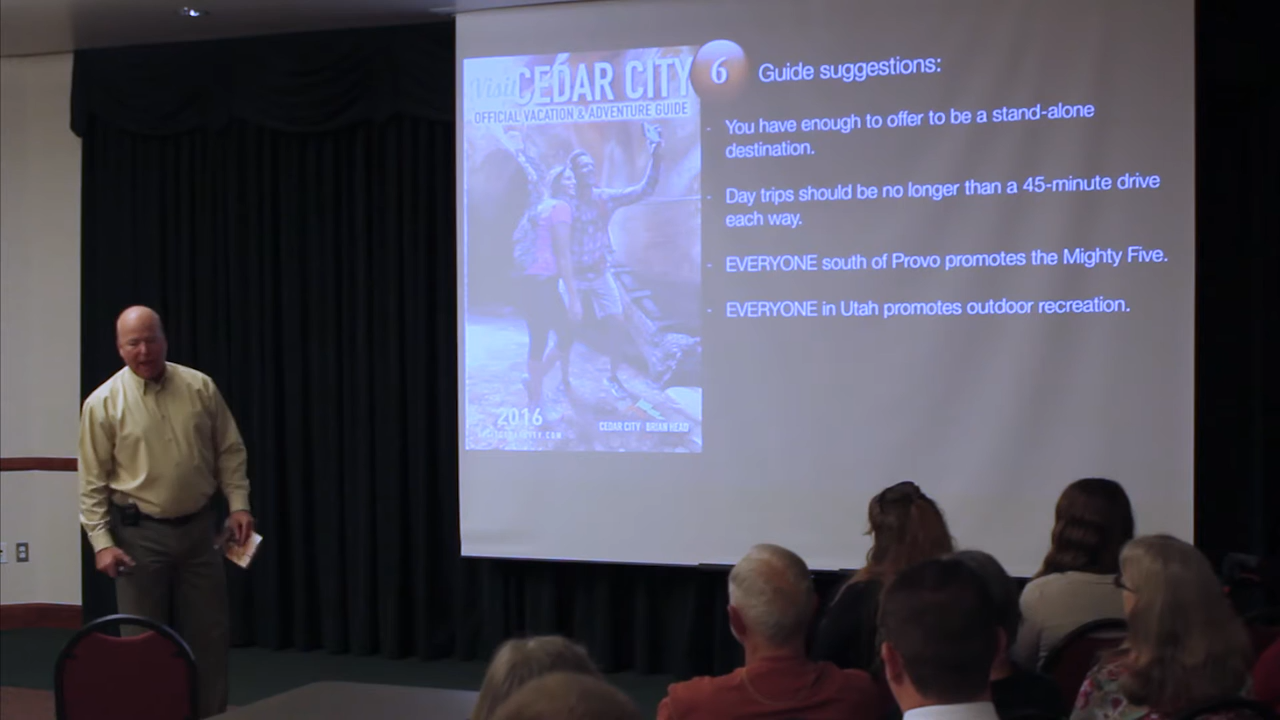 Visit CEDAR CITY
OFFICIAL VACATION & ADVENTURE GUIDE
2016
CEDAR CITY BRIAN HEAD
6 Guide suggestions:
- You have enough to offer to be a stand-alone
destination.
- Day trips should be no longer than a 45-minute drive
each way.
- EVERYONE south of Provo promotes the Mighty Five.
- EVERYONE in Utah promotes outdoor recreation.